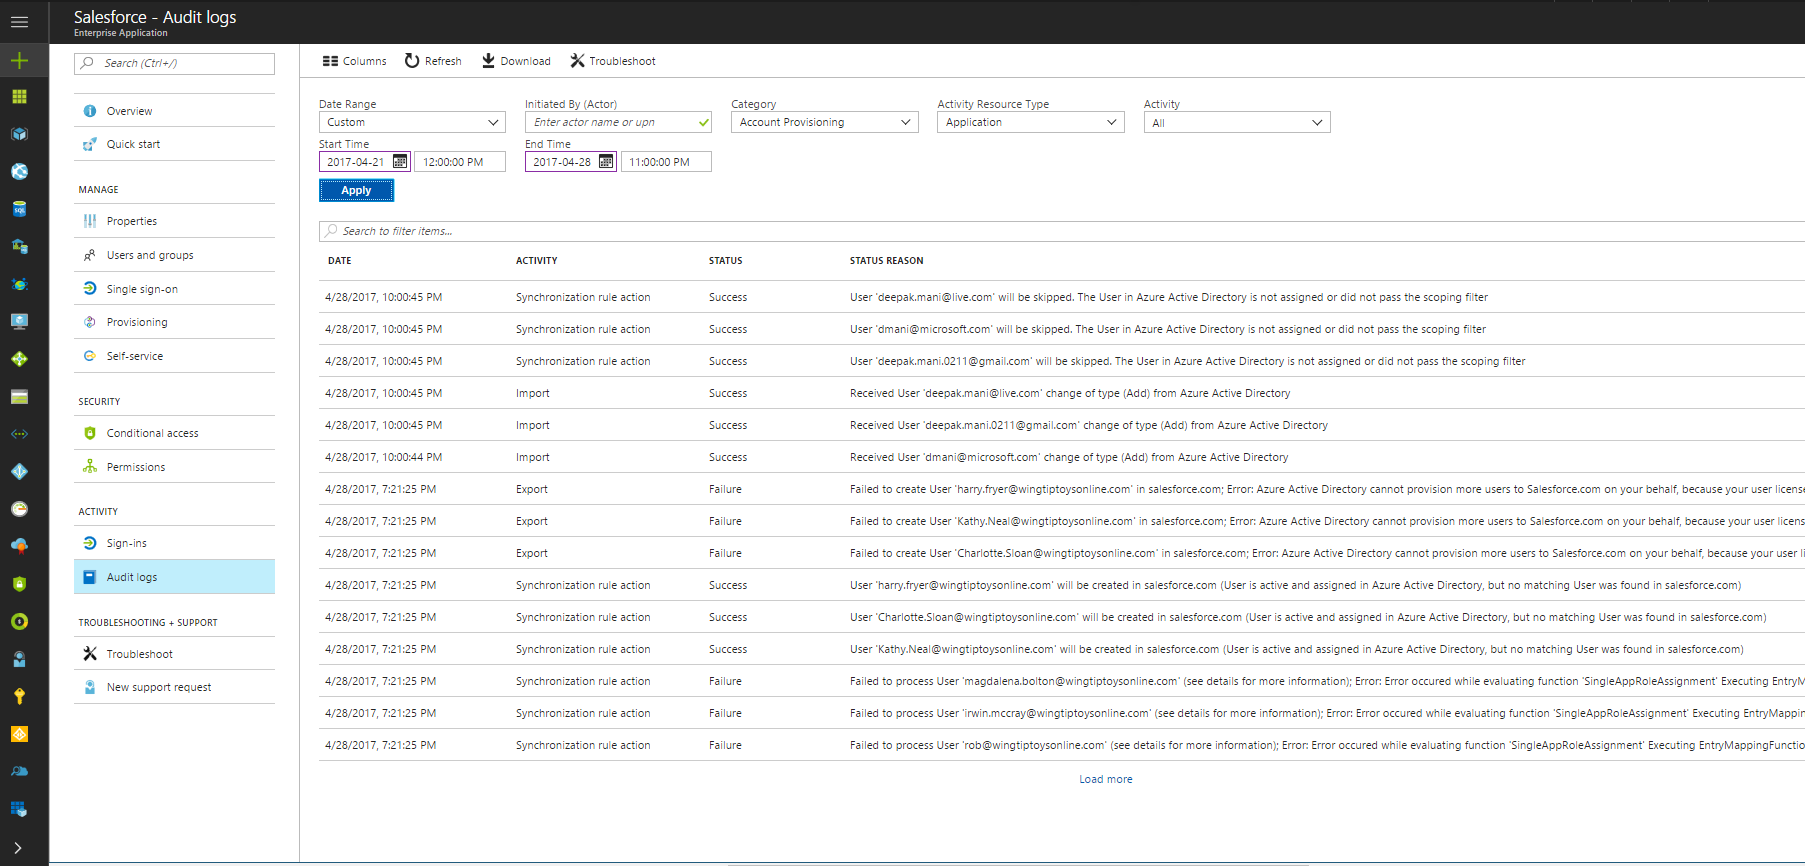 Salesforce - Audit logs
Enterprise Application
Search (Ctrl+/)
Overview
Quick start
MANAGE
Properties
Users and groups
Single sign-on
Provisioning
Self-service
SECURITY
Conditional access
Permissions
ACTIVITY
Sign-ins
Audit logs
TROUBLESHOOTING + SUPPORT
Troubleshoot
New support request
Columns Refresh Download Troubleshoot
Date Range Initiated By (Actor) Category Activity Resource Type Activity
Custom Enter actor name or upn Account Provisioning Application All
Start Time End Time
2017-04-21 12:00:00 PM 2017-04-28 11:00:00 PM
Apply
Search to filter items...
DATE ACTIVITY STATUS STATUS REASON
4/28/2017, 10:00:45 PM Synchronization rule action Success User 'deepak.mani@live.com' will be skipped. The User in Azure Active Directory is not assigned or did not pass the scoping filter
4/28/2017, 10:00:45 PM Synchronization rule action Success User 'dmani@microsoft.com' will be skipped. The User in Azure Active Directory is not assigned or did not pass the scoping filter
4/28/2017, 10:00:45 PM Synchronization rule action Success User 'deepak.mani.0211@gmail.com' will be skipped. The User in Azure Active Directory is not assigned or did not pass the scoping filter
4/28/2017, 10:00:45 PM Import Success Received User 'deepak.mani@live.com' change of type (Add) from Azure Active Directory
4/28/2017, 10:00:45 PM Import Success Received User 'deepak.mani.0211@gmail.com' change of type (Add) from Azure Active Directory
4/28/2017, 10:00:44 PM Import Success Received User 'dmani@microsoft.com' change of type (Add) from Azure Active Directory
4/28/2017, 7:21:25 PM Export Failure Failed to create User 'harry.fryer@wingtiptoysonline.com' in salesforce.com; Error: Azure Active Directory cannot provision more users to Salesforce.com on your behalf, because your user license
4/28/2017, 7:21:25 PM Export Failure Failed to create User 'Kathy.Neal@wingtiptoysonline.com' in salesforce.com; Error: Azure Active Directory cannot provision more users to Salesforce.com on your behalf, because your user licens
4/28/2017, 7:21:25 PM Export Failure Failed to create User 'Charlotte.Sloan@wingtiptoysonline.com' in salesforce.com; Error: Azure Active Directory cannot provision more users to Salesforce.com on your behalf, because your user li
4/28/2017, 7:21:25 PM Synchronization rule action Success User 'harry.fryer@wingtiptoysonline.com' will be created in salesforce.com (User is active and assigned in Azure Active Directory, but no matching User was found in salesforce.com)
4/28/2017, 7:21:25 PM Synchronization rule action Success User 'Charlotte.Sloan@wingtiptoysonline.com' will be created in salesforce.com (User is active and assigned in Azure Active Directory, but no matching User was found in salesforce.com)
4/28/2017, 7:21:25 PM Synchronization rule action Success User 'Kathy.Neal@wingtiptoysonline.com' will be created in salesforce.com (User is active and assigned in Azure Active Directory, but no matching User was found in salesforce.com)
4/28/2017, 7:21:25 PM Synchronization rule action Failure Failed to process User 'magdalena.bolton@wingtiptoysonline.com' (see details for more information); Error: Error occured while evaluating function 'SingleAppRoleAssignment' Executing EntryM
4/28/2017, 7:21:25 PM Synchronization rule action Failure Failed to process User 'irwin.mccray@wingtiptoysonline.com' (see details for more information); Error: Error occured while evaluating function 'SingleAppRoleAssignment' Executing EntryMapping
4/28/2017, 7:21:25 PM Synchronization rule action Failure Failed to process User 'rob@wingtiptoysonline.com' (see details for more information); Error: Error occured while evaluating function 'SingleAppRoleAssignment' Executing EntryMappingFunctio
Load more